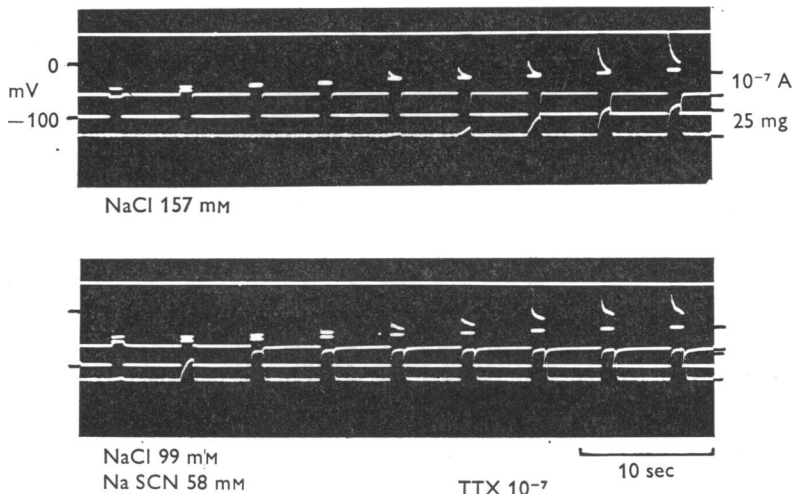 0
mV
—100
10⁻⁷ A
25 mg
NaCl 157 mM
NaCl 99 mM
Na SCN 58 mM
TTX 10⁻⁷
10 sec